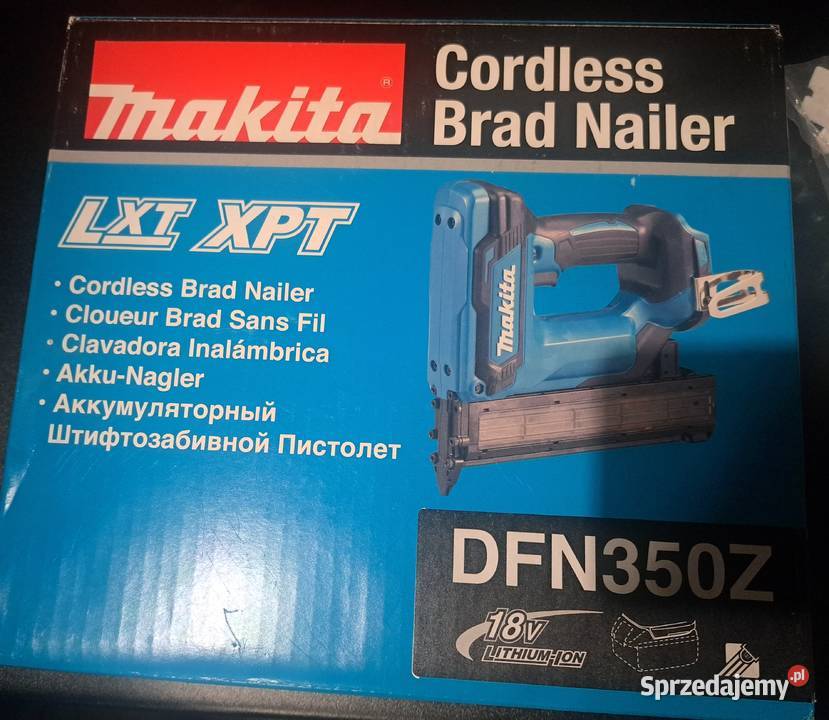 makita®
Cordless
Brad Nailer
LXT XPT
• Cordless Brad Nailer
• Cloueur Brad Sans Fil
• Clavadora Inalámbrica
• Akku-Nagler
• Аккумуляторный
Штифтозабивной Пистолет
makita
DFN350Z
18V
LITHIUM-ION
Sprzedajemy.pl